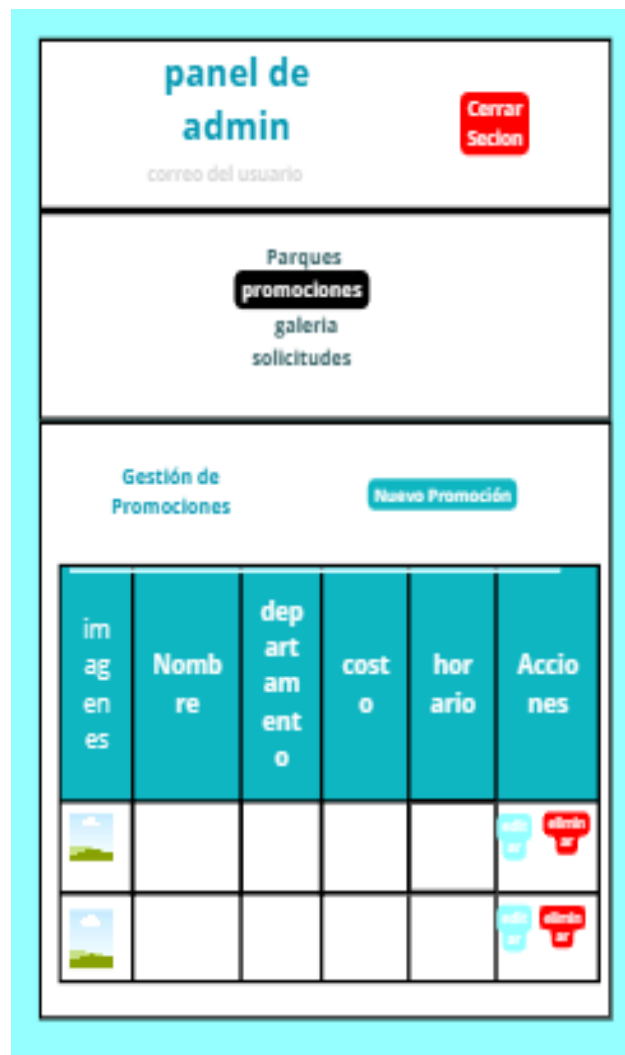 panel de
admin
Cerrar
Secion
correo del usuario
Parques
promociones
galeria
solicitudes
Gestión de
Promociones
Nuevo Promoción
im
ag
en
es
Nomb
re
dep
art
am
ent
o
cost
o
hor
ario
Accio
nes
edit
ar
elimin
ar
edit
ar
elimin
ar